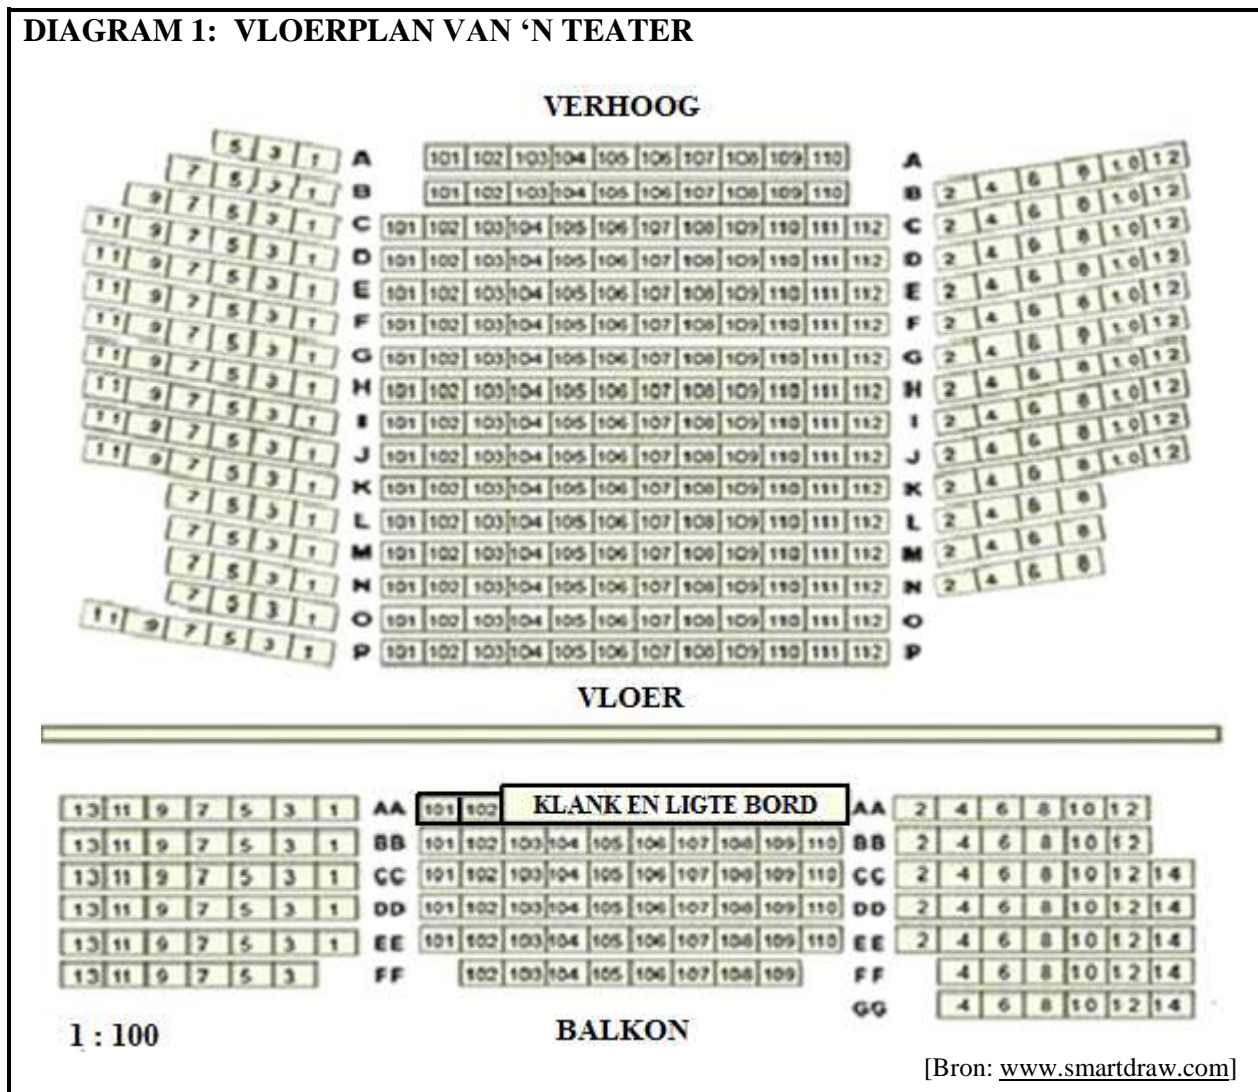 DIAGRAM 1: VLOERPLAN VAN ‘N TEATER
VERHOOG
5 3 1 A 101 102 103 104 105 106 107 108 109 110 A
7 5 3 1 B 101 102 103 104 105 106 107 108 109 110 B 2 4 6 8 10 12
9 7 5 3 1 C 101 102 103 104 105 106 107 108 109 110 111 112 C 2 4 6 8 10 12
11 9 7 5 3 1 D 101 102 103 104 105 106 107 108 109 110 111 112 D 2 4 6 8 10 12
11 9 7 5 3 1 E 101 102 103 104 105 106 107 108 109 110 111 112 E 2 4 6 8 10 12
11 9 7 5 3 1 F 101 102 103 104 105 106 107 108 109 110 111 112 F 2 4 6 8 10 12
11 9 7 5 3 1 G 101 102 103 104 105 106 107 108 109 110 111 112 G 2 4 6 8 10 12
11 9 7 5 3 1 H 101 102 103 104 105 106 107 108 109 110 111 112 H 2 4 6 8 10 12
11 9 7 5 3 1 I 101 102 103 104 105 106 107 108 109 110 111 112 I 2 4 6 8 10 12
11 9 7 5 3 1 J 101 102 103 104 105 106 107 108 109 110 111 112 J 2 4 6 8 10 12
11 9 7 5 3 1 K 101 102 103 104 105 106 107 108 109 110 111 112 K 2 4 6 8 10 12
7 5 3 1 L 101 102 103 104 105 106 107 108 109 110 111 112 L 2 4 6 8
7 5 3 1 M 101 102 103 104 105 106 107 108 109 110 111 112 M 2 4 6 8
7 5 3 1 N 101 102 103 104 105 106 107 108 109 110 111 112 N 2 4 6 8
7 5 3 1 O 101 102 103 104 105 106 107 108 109 110 111 112 O
11 9 7 5 3 1 P 101 102 103 104 105 106 107 108 109 110 111 112 P
VLOER
13 11 9 7 5 3 1 AA 101 102 KLANK EN LIGTE BORD AA 2 4 6 8 10 12
13 11 9 7 5 3 1 BB 101 102 103 104 105 106 107 108 109 110 BB 2 4 6 8 10 12
13 11 9 7 5 3 1 CC 101 102 103 104 105 106 107 108 109 110 CC 2 4 6 8 10 12 14
13 11 9 7 5 3 1 DD 101 102 103 104 105 106 107 108 109 110 DD 2 4 6 8 10 12 14
13 11 9 7 5 3 1 EE 101 102 103 104 105 106 107 108 109 110 EE 2 4 6 8 10 12 14
13 11 9 7 5 3 FF 102 103 104 105 106 107 108 109 FF 4 6 8 10 12 14
GG 4 6 8 10 12 14
1 : 100
BALKON
[Bron: www.smartdraw.com]